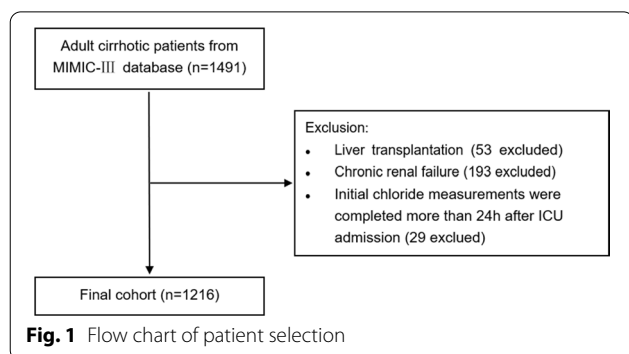 Adult cirrhotic patients from
MIMIC-Ⅲ database (n=1491)
Exclusion:
• Liver transplantation (53 excluded)
• Chronic renal failure (193 excluded)
• Initial chloride measurements were
completed more than 24h after ICU
admission (29 exclued)
Final cohort (n=1216)
Fig. 1 Flow chart of patient selection